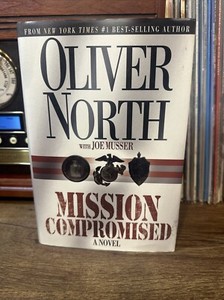 FROM NEW YORK TIMES #1 BEST-SELLING AUTHOR
OLIVER
NORTH
WITH JOE MUSSER
MISSION
COMPROMISED
A NOVEL